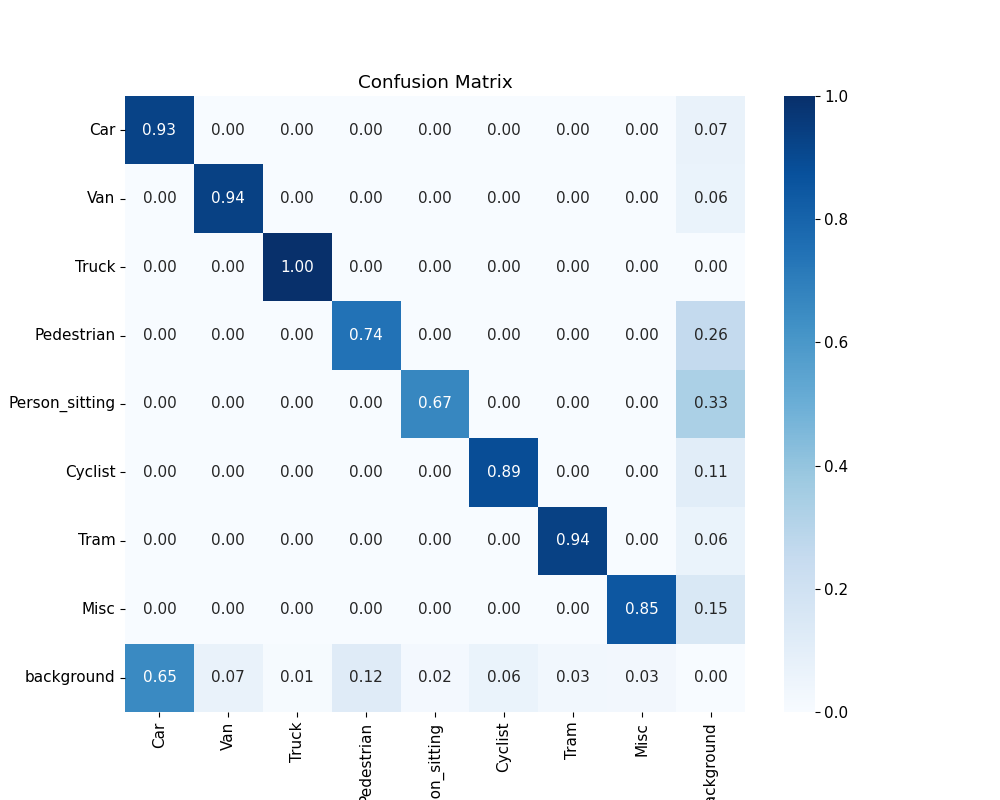 Confusion Matrix
Car 0.93 0.00 0.00 0.00 0.00 0.00 0.00 0.00 0.07
Van 0.00 0.94 0.00 0.00 0.00 0.00 0.00 0.00 0.06
Truck 0.00 0.00 1.00 0.00 0.00 0.00 0.00 0.00 0.00
Pedestrian 0.00 0.00 0.00 0.74 0.00 0.00 0.00 0.00 0.26
Person_sitting 0.00 0.00 0.00 0.00 0.67 0.00 0.00 0.00 0.33
Cyclist 0.00 0.00 0.00 0.00 0.00 0.89 0.00 0.00 0.11
Tram 0.00 0.00 0.00 0.00 0.00 0.00 0.94 0.00 0.06
Misc 0.00 0.00 0.00 0.00 0.00 0.00 0.00 0.85 0.15
background 0.65 0.07 0.01 0.12 0.02 0.06 0.03 0.03 0.00
Car
Van
Truck
Pedestrian
on_sitting
Cyclist
Tram
Misc
ackground
1.0
0.8
0.6
0.4
0.2
0.0